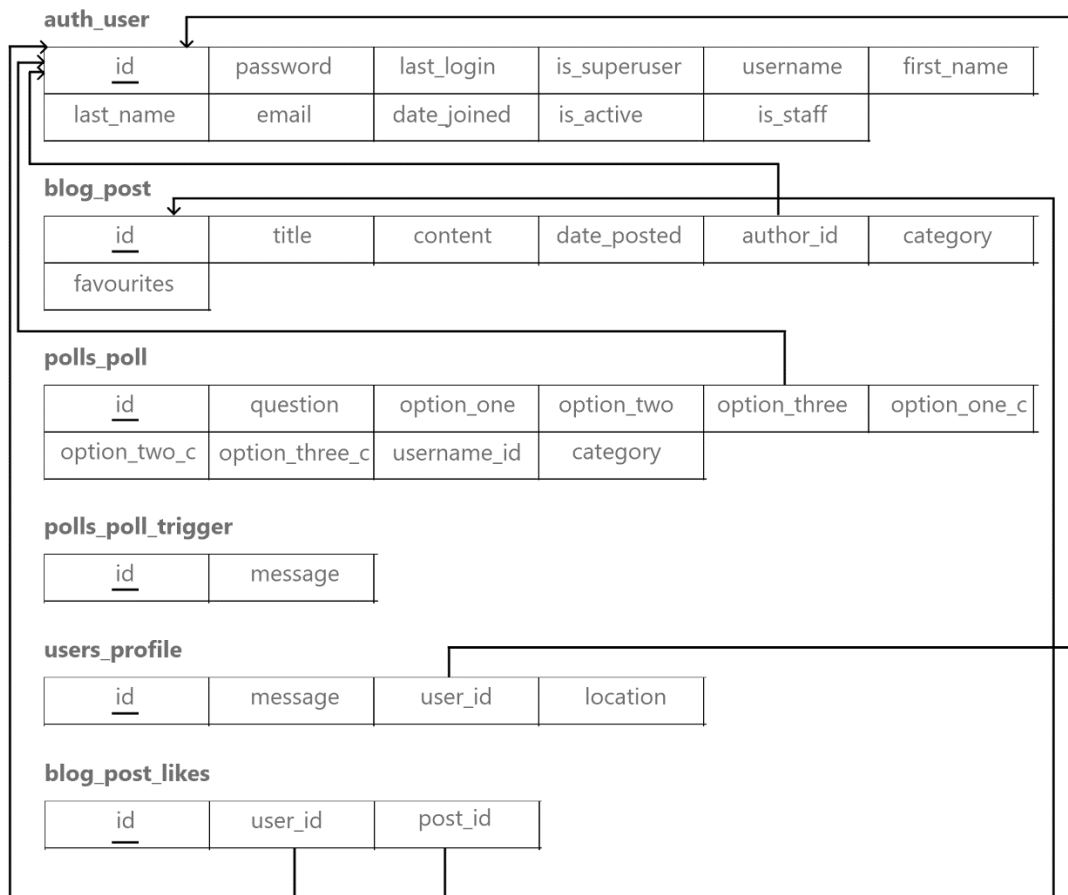 auth_user
id password last_login is_superuser username first_name
last_name email date_joined is_active is_staff
blog_post
id title content date_posted author_id category
favourites
polls_poll
id question option_one option_two option_three option_one_c
option_two_c option_three_c username_id category
polls_poll_trigger
id message
users_profile
id message user_id location
blog_post_likes
id user_id post_id